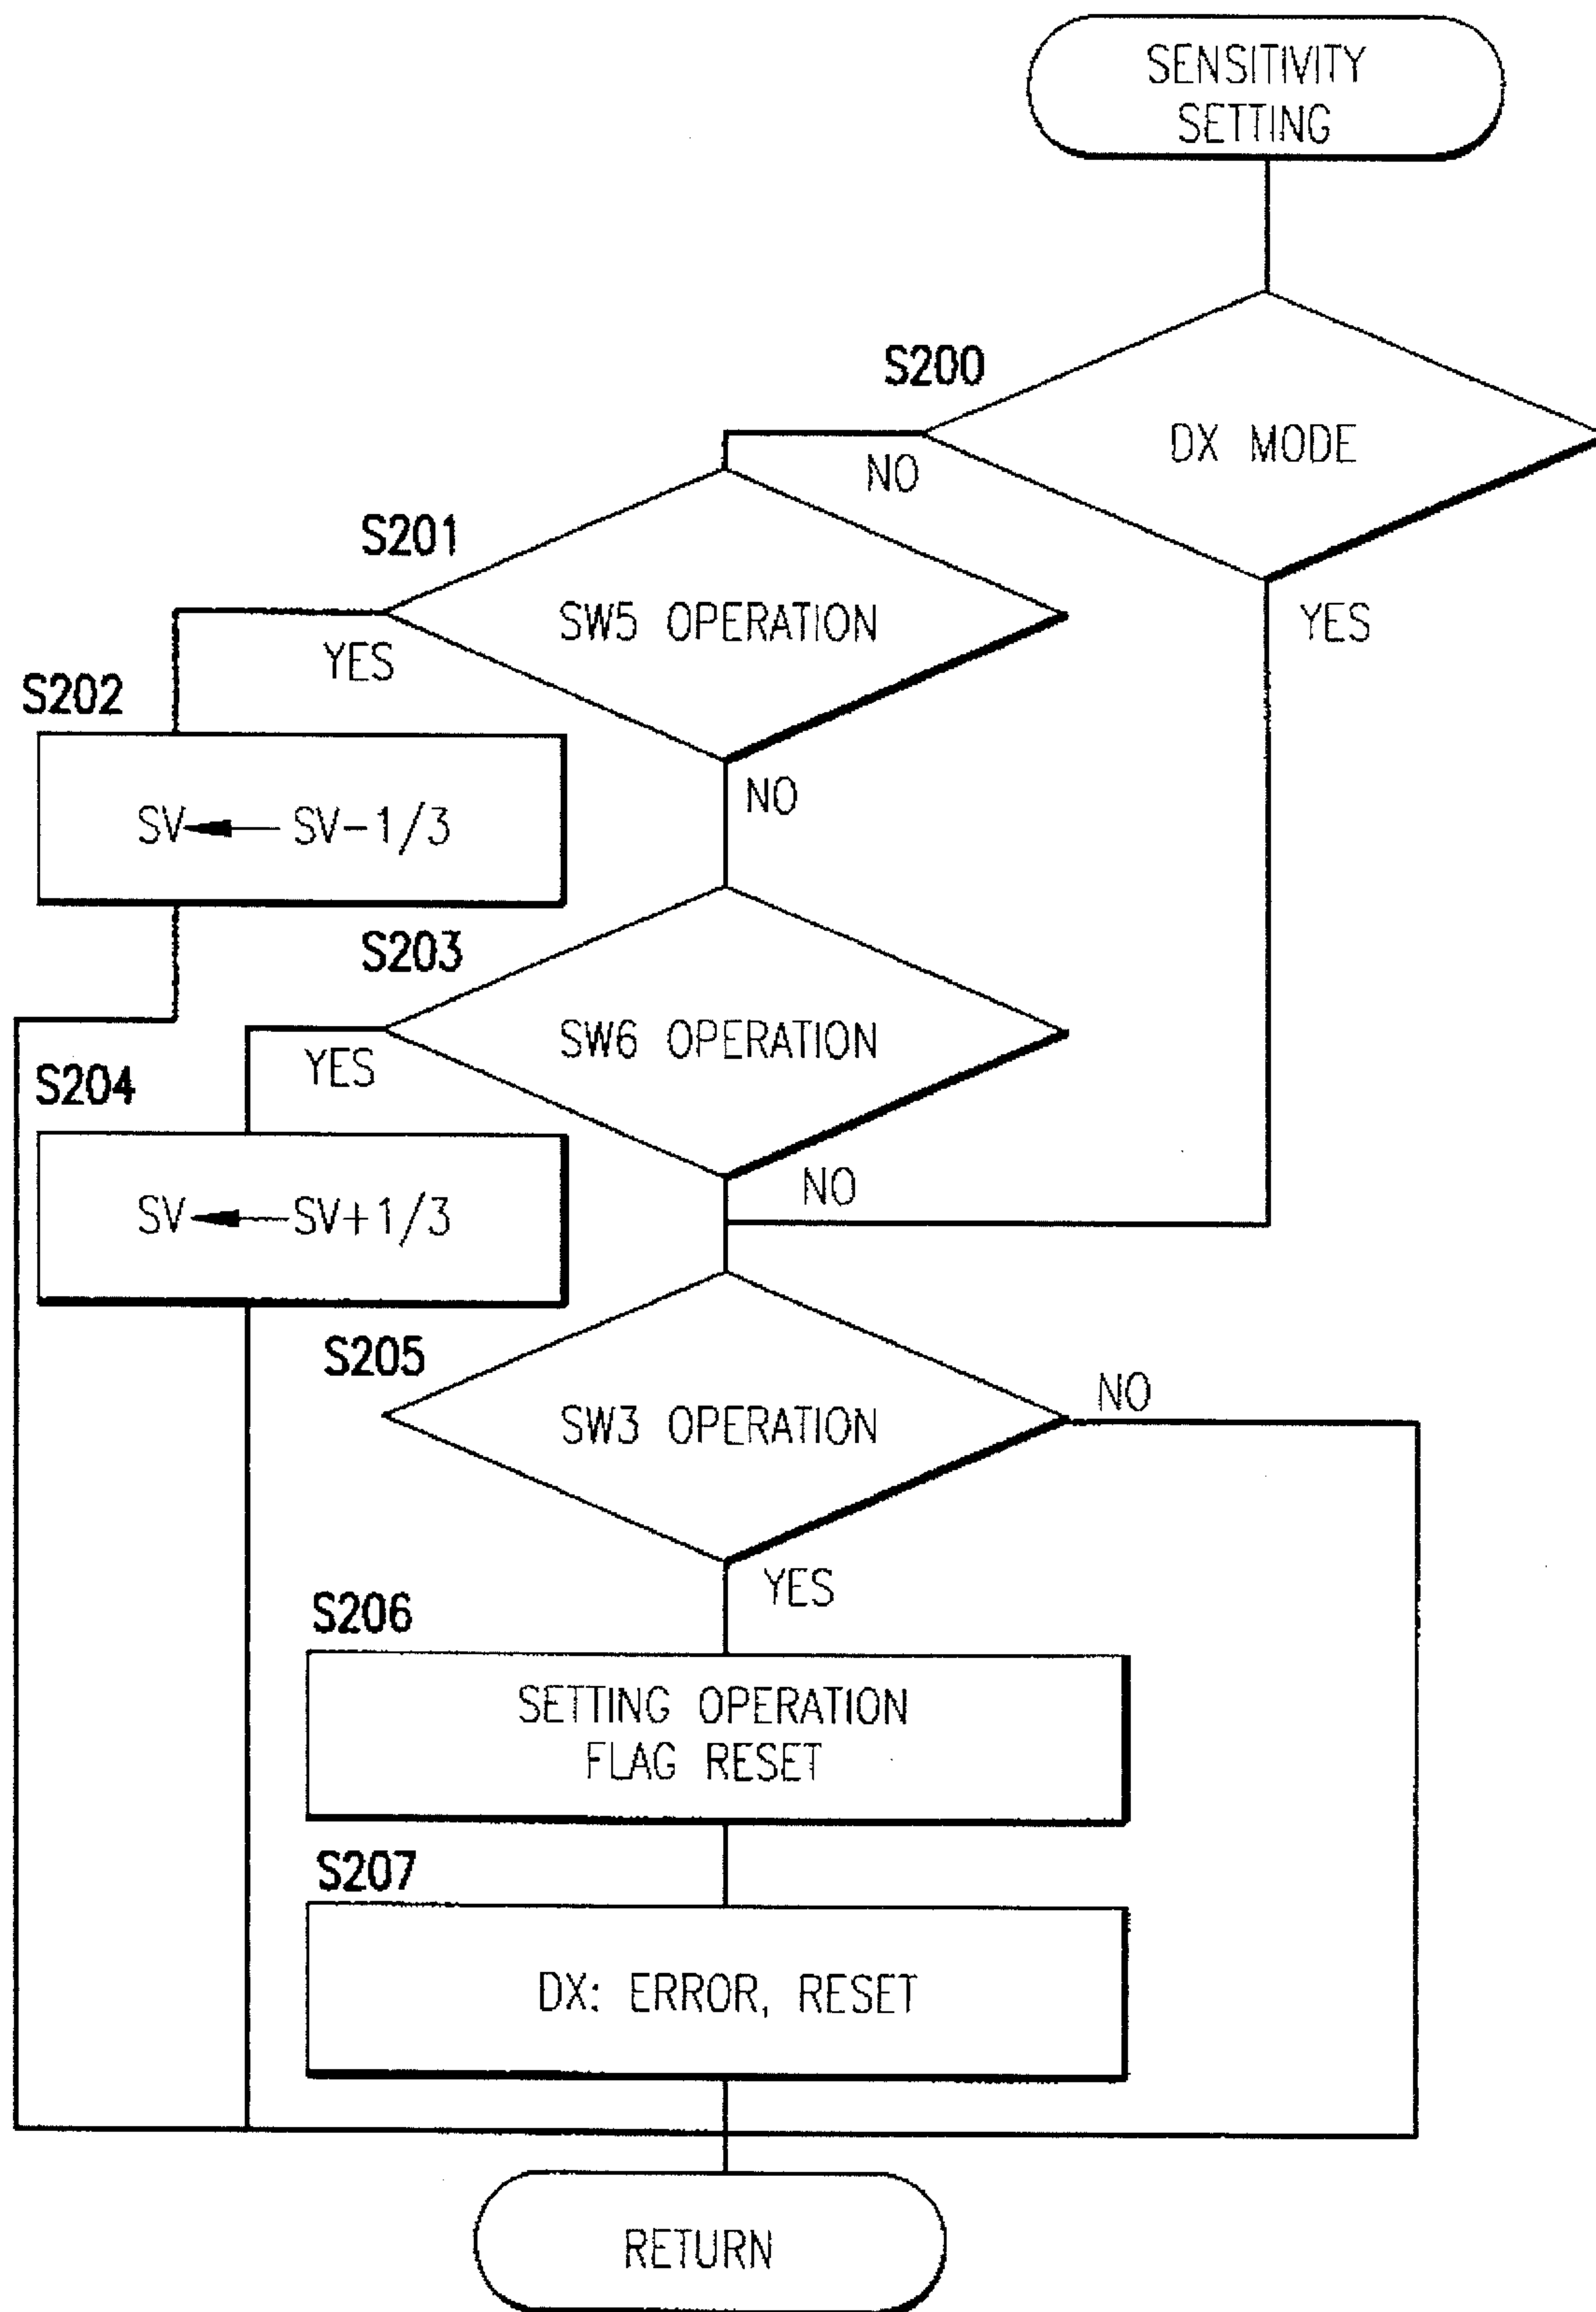 SENSITIVITY
SETTING
S200
DX MODE
NO
YES
S201
SW5 OPERATION
YES
NO
S202
SV ← SV-1/3
S203
SW6 OPERATION
YES
NO
S204
SV ← SV+1/3
S205
SW3 OPERATION
NO
YES
S206
SETTING OPERATION
FLAG RESET
S207
DX: ERROR, RESET
RETURN